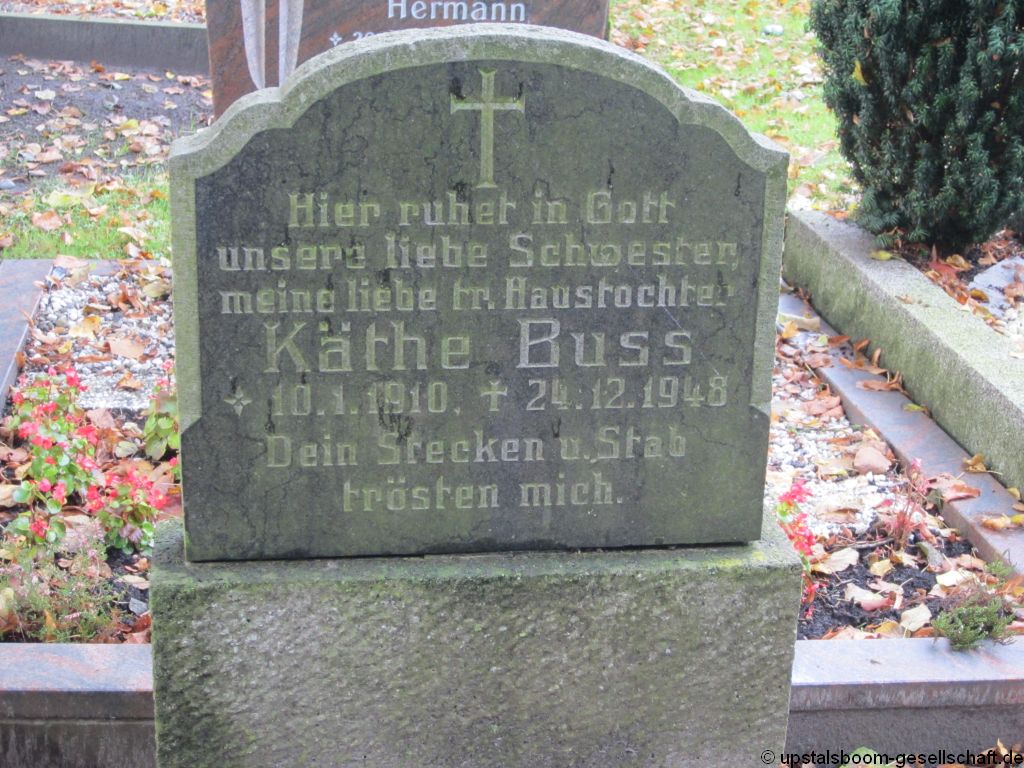 Hermann
Hier ruhet in Gott
unsere liebe Schwester,
meine liebe tr. Haustochter
Käthe Buss
* 10.1.1910. † 24.12.1948
Dein Stecken u. Stab
trösten mich.
© upstalsboom-gesellschaft.de